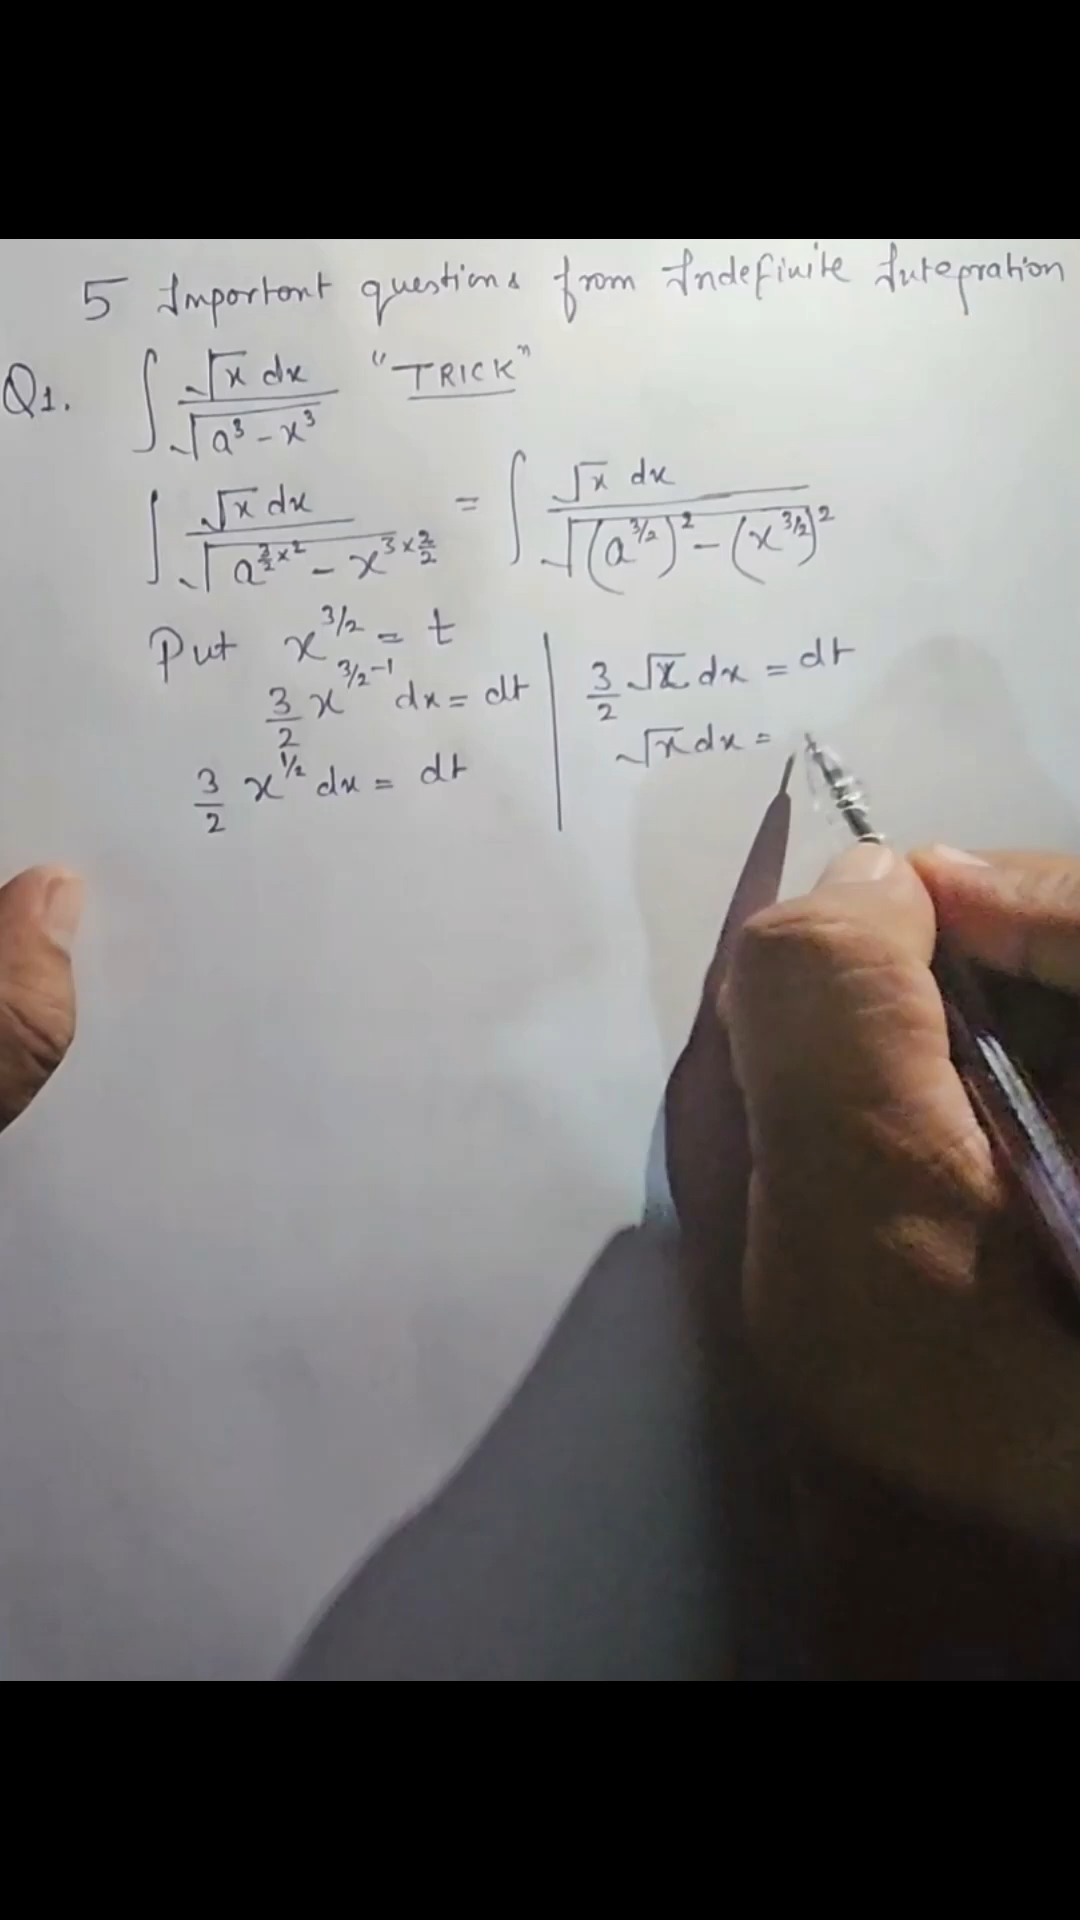 5 Important questions from Indefinite Integration
Q1. ∫ √x dx / √(a³ - x³) "TRICK"
∫ √x dx / √(a^(3/2 × 2) - x^(3 × 2/2)) = ∫ √x dx / √((a^(3/2))² - (x^(3/2))²)
Put x^(3/2) = t
3/2 x^(3/2 - 1) dx = dt
3/2 x^(1/2) dx = dt
3/2 √x dx = dt
√x dx =